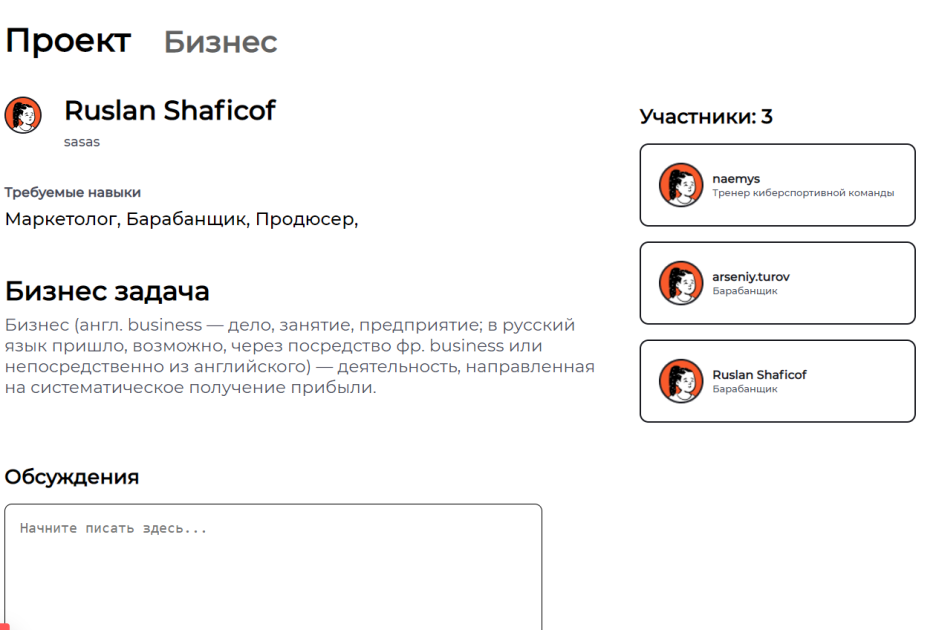 Проект Бизнес
Ruslan Shaficof
sasas
Требуемые навыки
Маркетолог, Барабанщик, Продюсер,
Бизнес задача
Бизнес (англ. business — дело, занятие, предприятие; в русский
язык пришло, возможно, через посредство фр. business или
непосредственно из английского) — деятельность, направленная
на систематическое получение прибыли.
Обсуждения
Начните писать здесь...
Участники: 3
naemys
Тренер киберспортивной команды
arseniy.turov
Барабанщик
Ruslan Shaficof
Барабанщик